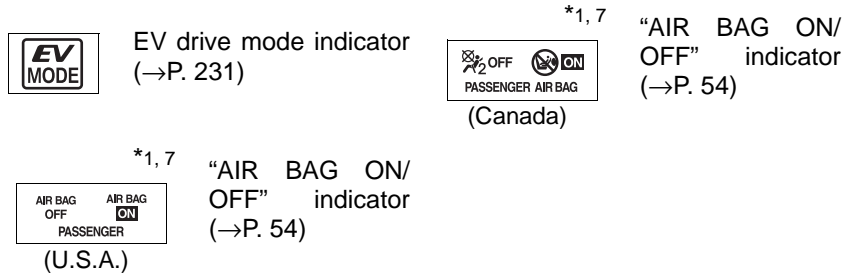 EV
MODE
EV drive mode indicator
(→P. 231)
*1, 7
AIR BAG AIR BAG
OFF ON
PASSENGER
(U.S.A.)
“AIR BAG ON/
OFF” indicator
(→P. 54)
*1, 7
2 OFF ON
PASSENGER AIR BAG
(Canada)
“AIR BAG ON/
OFF” indicator
(→P. 54)